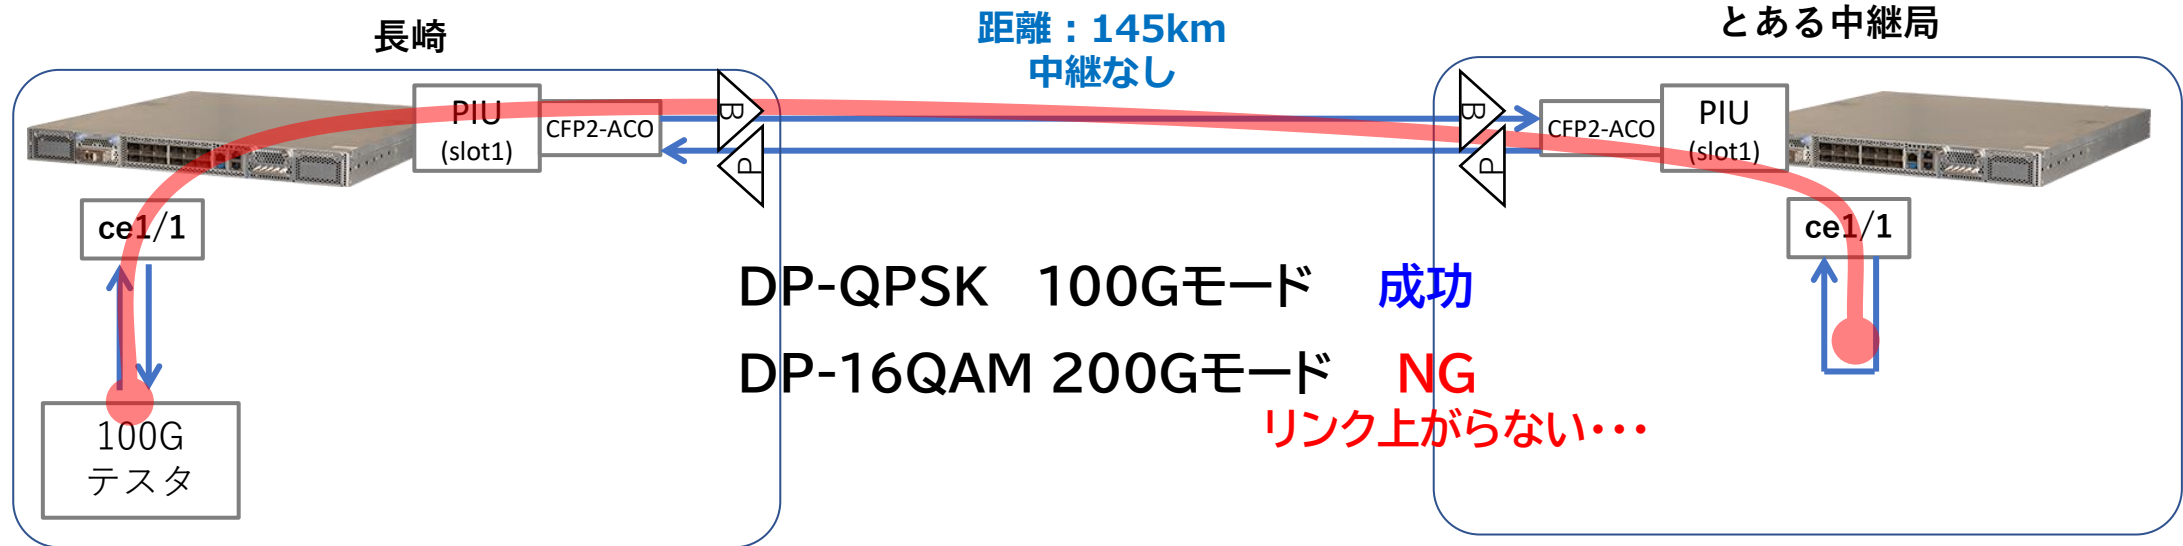 長崎
距離：145km
中継なし
とある中継局
PIU
(slot1)
CFP2-ACO
B
P
B
P
CFP2-ACO
PIU
(slot1)
ce1/1
ce1/1
DP-QPSK 100Gモード 成功
DP-16QAM 200Gモード NG
リンク上がらない・・・
100G
テスタ